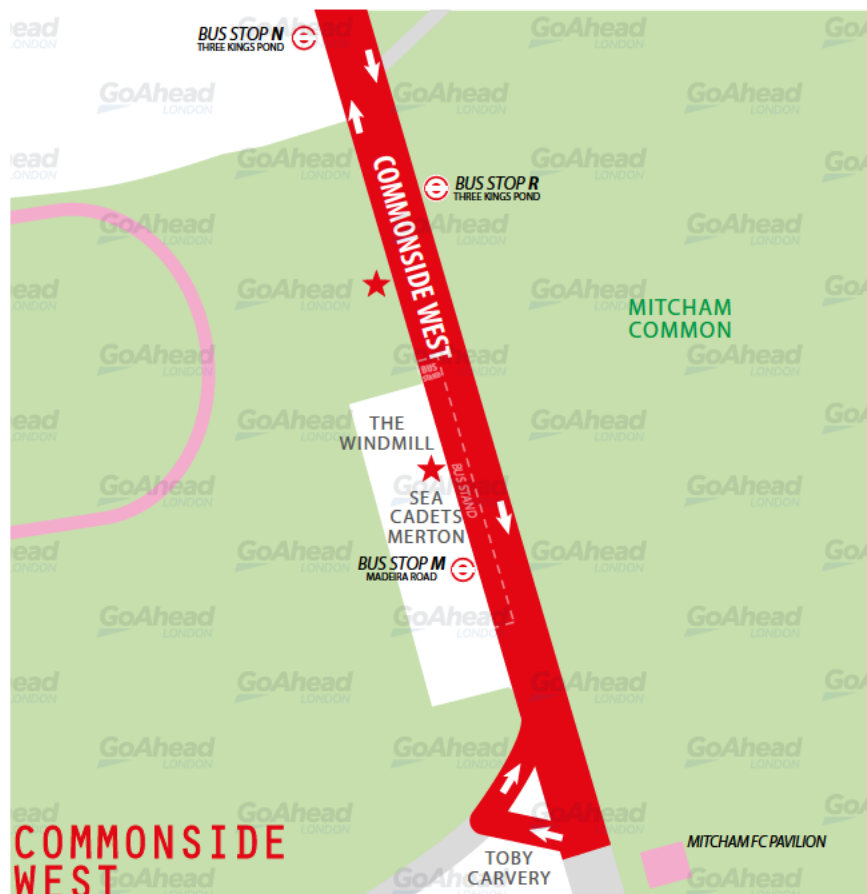 BUS STOP N
THREE KINGS POND
COMMONSIDE WEST
BUS STOP R
THREE KINGS POND
MITCHAM
COMMON
BUS
STAND
THE
WINDMILL
BUS STAND
SEA
CADETS
MERTON
BUS STOP M
MADEIRA ROAD
COMMONSIDE
WEST
TOBY
CARVERY
MITCHAM FC PAVILION
GoAhead
LONDON